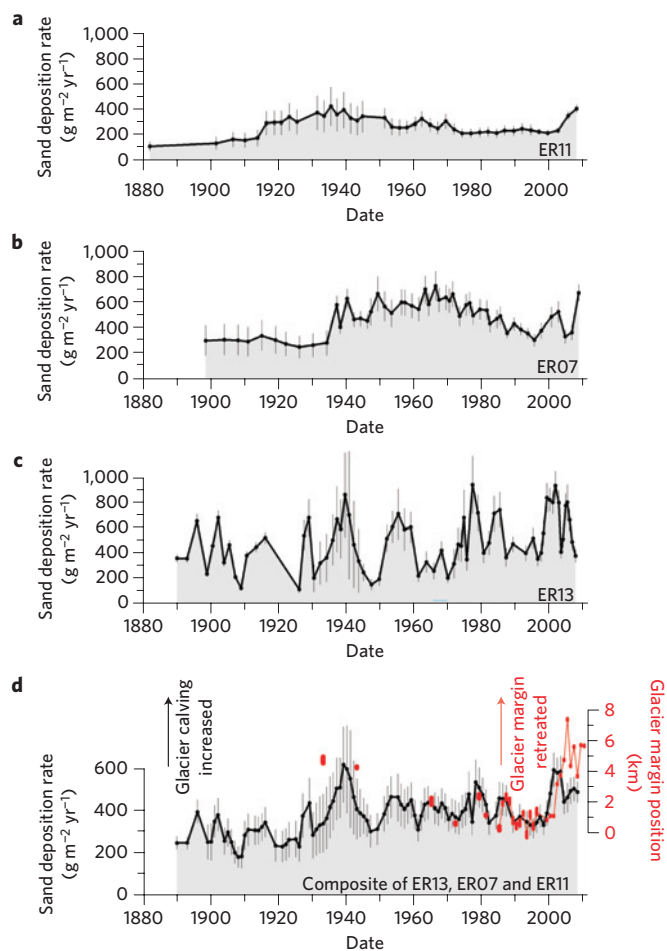 a
Sand deposition rate
(g m⁻² yr⁻¹)
1,000
800
600
400
200
0
ER11
1880 1900 1920 1940 1960 1980 2000
Date
b
Sand deposition rate
(g m⁻² yr⁻¹)
1,000
800
600
400
200
0
ER07
1880 1900 1920 1940 1960 1980 2000
Date
c
Sand deposition rate
(g m⁻² yr⁻¹)
1,000
800
600
400
200
0
ER13
1880 1900 1920 1940 1960 1980 2000
Date
d
Glacier calving
increased
Glacier margin
retreated
Glacier margin position
(km)
8
6
4
2
0
Sand deposition rate
(g m⁻² yr⁻¹)
600
400
200
0
Composite of ER13, ER07 and ER11
1880 1900 1920 1940 1960 1980 2000
Date